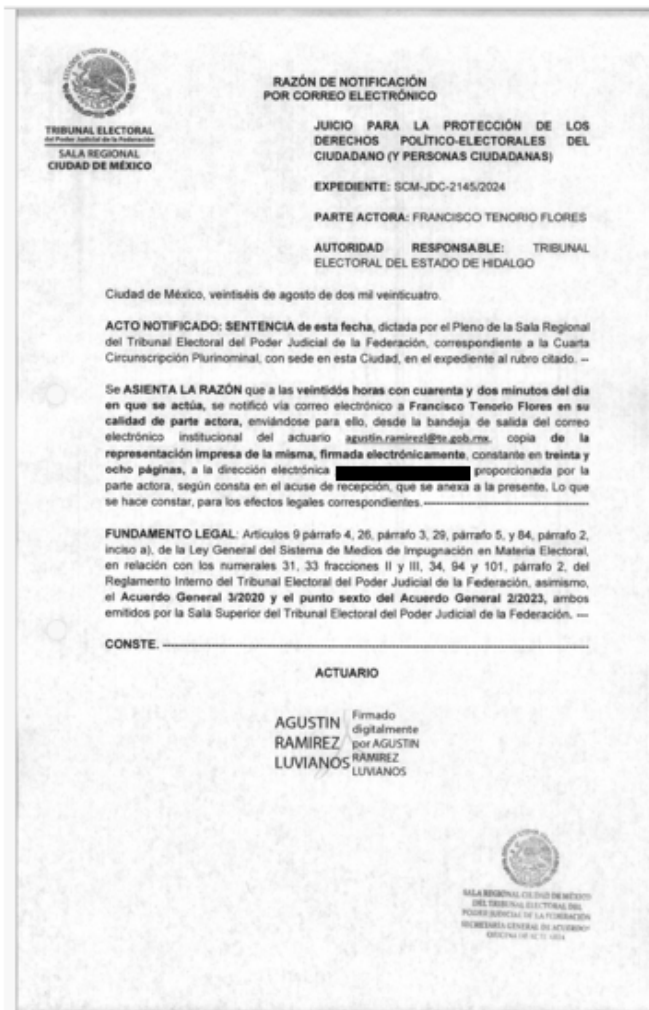 ESTADOS UNIDOS MEXICANOS
TRIBUNAL ELECTORAL
del Poder Judicial de la Federación
SALA REGIONAL
CIUDAD DE MÉXICO
RAZÓN DE NOTIFICACIÓN
POR CORREO ELECTRÓNICO
JUICIO PARA LA PROTECCIÓN DE LOS
DERECHOS POLÍTICO-ELECTORALES DEL
CIUDADANO (Y PERSONAS CIUDADANAS)
EXPEDIENTE: SCM-JDC-2145/2024
PARTE ACTORA: FRANCISCO TENORIO FLORES
AUTORIDAD RESPONSABLE: TRIBUNAL
ELECTORAL DEL ESTADO DE HIDALGO
Ciudad de México, veintiséis de agosto de dos mil veinticuatro.
ACTO NOTIFICADO: SENTENCIA de esta fecha, dictada por el Pleno de la Sala Regional
del Tribunal Electoral del Poder Judicial de la Federación, correspondiente a la Cuarta
Circunscripción Plurinominal, con sede en esta Ciudad, en el expediente al rubro citado. --
Se ASIENTA LA RAZÓN que a las veintidós horas con cuarenta y dos minutos del día
en que se actúa, se notificó vía correo electrónico a Francisco Tenorio Flores en su
calidad de parte actora, enviándose para ello, desde la bandeja de salida del correo
electrónico institucional del actuario agustin.ramirezl@te.gob.mx, copia de la
representación impresa de la misma, firmada electrónicamente, constante en treinta y
ocho páginas, a la dirección electrónica proporcionada por la
parte actora, según consta en el acuse de recepción, que se anexa a la presente. Lo que
se hace constar, para los efectos legales correspondientes.------------------------------------
FUNDAMENTO LEGAL: Artículos 9 párrafo 4, 26, párrafo 3, 29, párrafo 5, y 84, párrafo 2,
inciso a), de la Ley General del Sistema de Medios de Impugnación en Materia Electoral,
en relación con los numerales 31, 33 fracciones II y III, 34, 94 y 101, párrafo 2, del
Reglamento Interno del Tribunal Electoral del Poder Judicial de la Federación, asimismo,
el Acuerdo General 3/2020 y el punto sexto del Acuerdo General 2/2023, ambos
emitidos por la Sala Superior del Tribunal Electoral del Poder Judicial de la Federación. ---
CONSTE. --------------------------------------------------------------------------------
ACTUARIO
AGUSTIN
RAMIREZ
LUVIANOS
Firmado
digitalmente
por AGUSTIN
RAMIREZ
LUVIANOS
SALA REGIONAL CIUDAD DE MÉXICO
DEL TRIBUNAL ELECTORAL DEL
PODER JUDICIAL DE LA FEDERACIÓN
SECRETARÍA GENERAL DE ACUERDOS
OFICINA DE ACTUARÍA